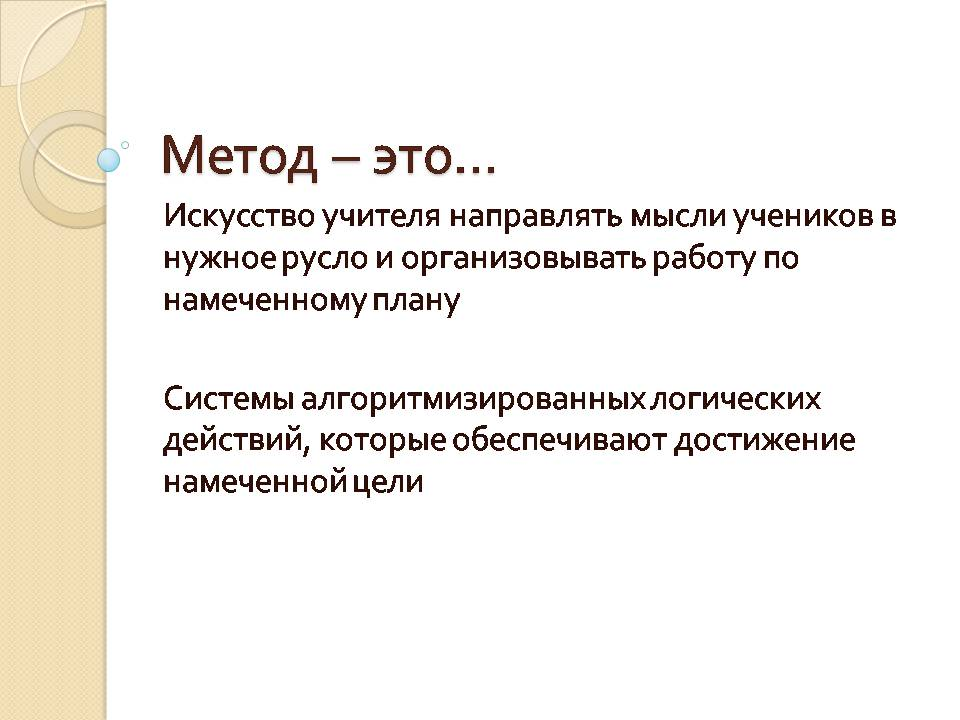 Метод – это...
Искусство учителя направлять мысли учеников в
нужное русло и организовывать работу по
намеченному плану
Системы алгоритмизированных логических
действий, которые обеспечивают достижение
намеченной цели